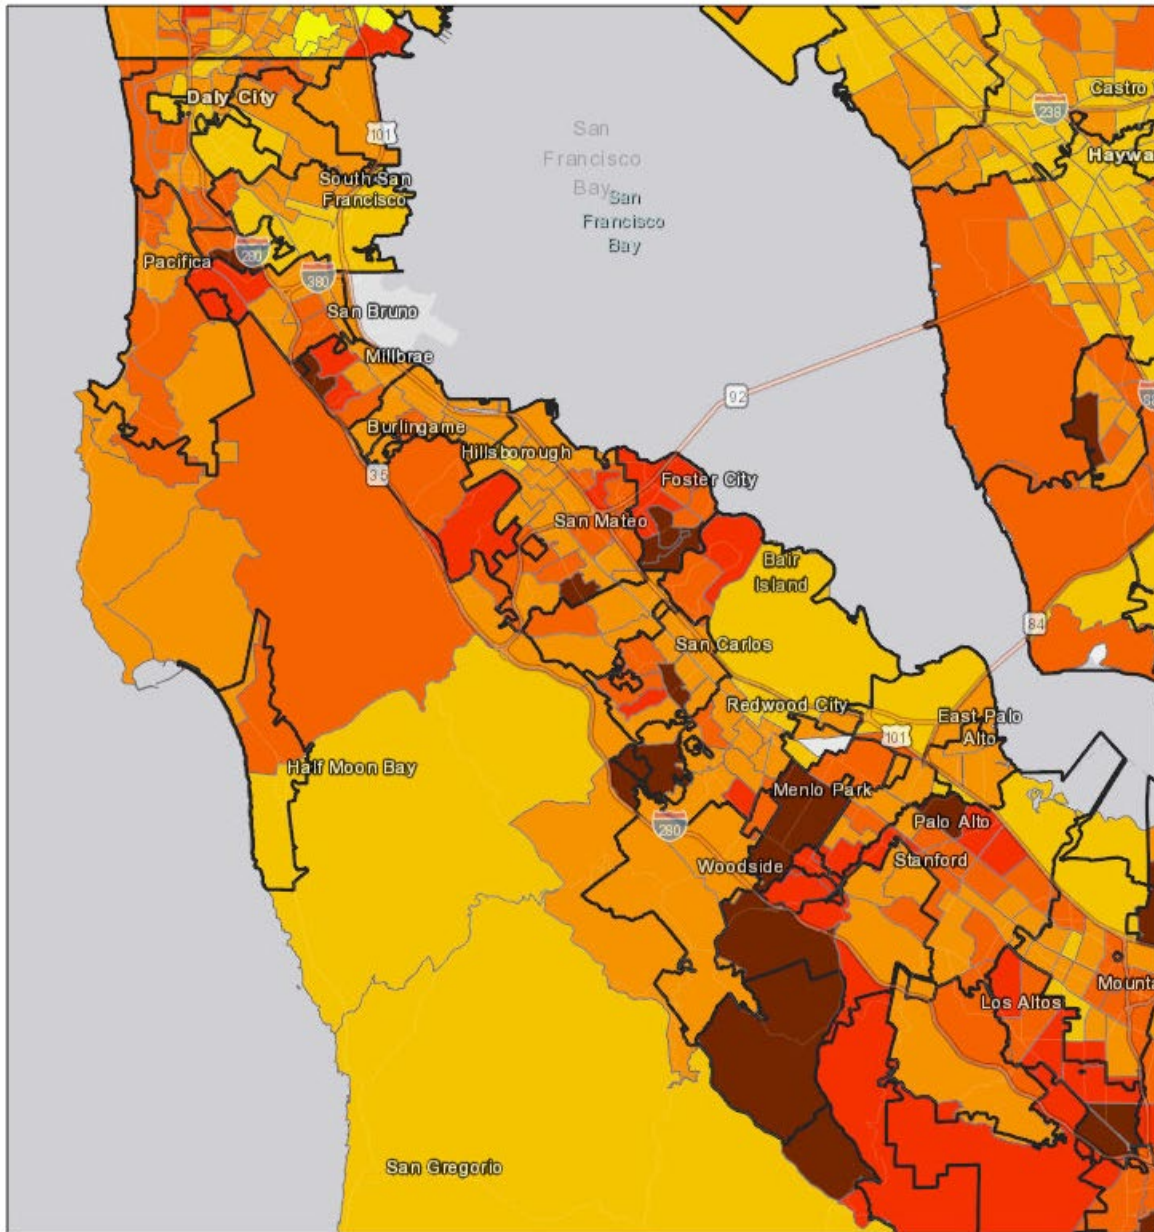 Castro
Daly City
238
101
San
Francisco
Bay
Haywa
South San
Francisco
San
Francisco
Bay
Pacifica
280
380
San Bruno
Millbrae
92
Burlingame
Hillsborough
35
Foster City
San Mateo
Bair
Island
84
San Carlos
Redwood City
East Palo
Alto
101
Half Moon Bay
Menlo Park
Palo Alto
280
Stanford
Woodside
Mounta
Los Altos
San Gregorio